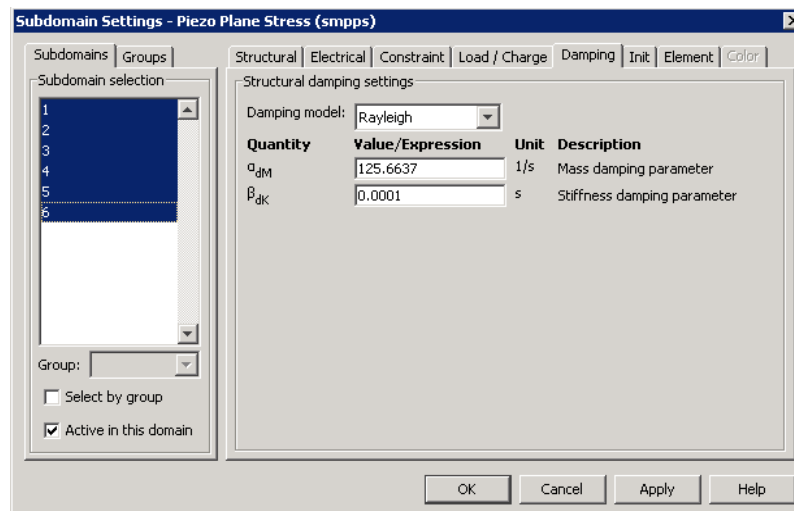 Subdomain Settings - Piezo Plane Stress (smpps)
Subdomains Groups
Subdomain selection
1
2
3
4
5
6
Group:
Select by group
Active in this domain
Structural Electrical Constraint Load / Charge Damping Init Element Color
Structural damping settings
Damping model: Rayleigh
Quantity Value/Expression Unit Description
αdM 125.6637 1/s Mass damping parameter
βdK 0.0001 s Stiffness damping parameter
OK Cancel Apply Help